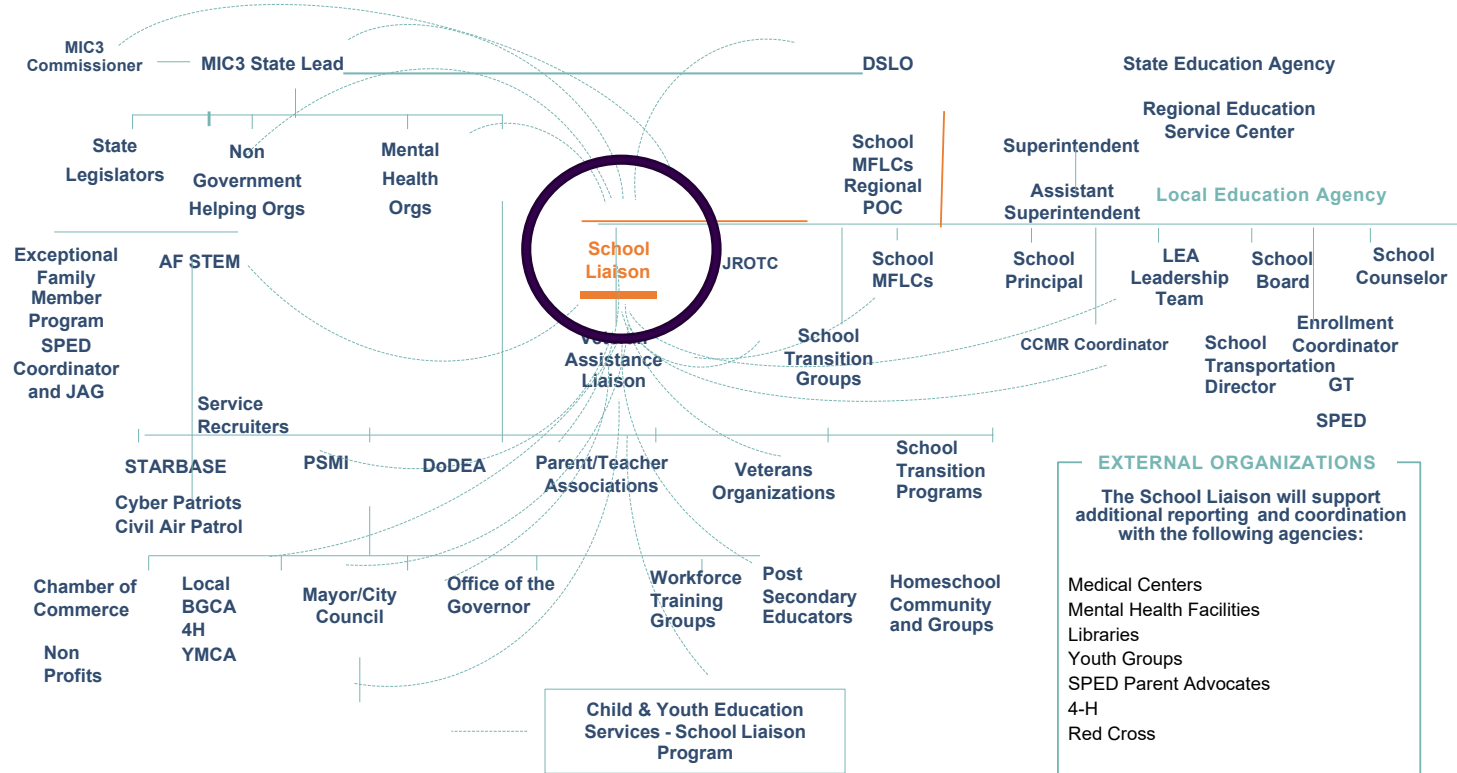 MIC3
Commissioner
MIC3 State Lead
DSLO
State Education Agency
Regional Education
Service Center
State
Legislators
Non
Government
Helping Orgs
Mental
Health
Orgs
School
MFLCs
Regional
POC
Superintendent
Assistant
Superintendent
Local Education Agency
Exceptional
Family
Member
Program
SPED
Coordinator
and JAG
AF STEM
School
Liaison
JROTC
School
MFLCs
School
Principal
LEA
Leadership
Team
School
Board
School
Counselor
Assistance
Liaison
School
Transition
Groups
CCMR Coordinator
School
Transportation
Director
Enrollment
Coordinator
GT
SPED
Service
Recruiters
STARBASE
Cyber Patriots
Civil Air Patrol
PSMI
DoDEA
Parent/Teacher
Associations
Veterans
Organizations
School
Transition
Programs
Chamber of
Commerce
Non
Profits
Local
BGCA
4H
YMCA
Mayor/City
Council
Office of the
Governor
Workforce
Training
Groups
Post
Secondary
Educators
Homeschool
Community
and Groups
Child & Youth Education
Services - School Liaison
Program
EXTERNAL ORGANIZATIONS
The School Liaison will support
additional reporting and coordination
with the following agencies:
Medical Centers
Mental Health Facilities
Libraries
Youth Groups
SPED Parent Advocates
4-H
Red Cross